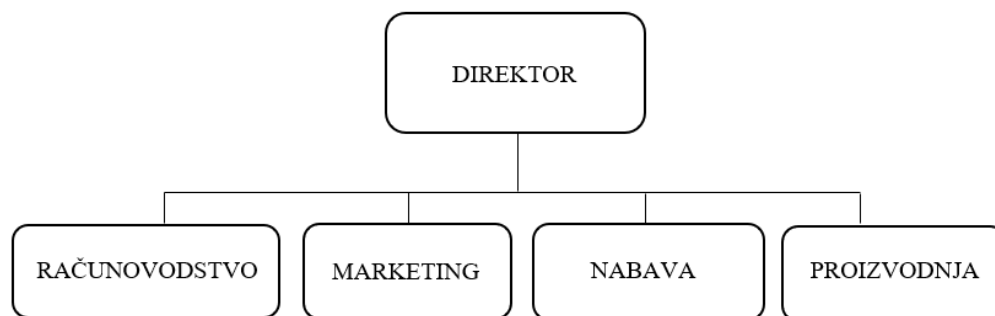 DIREKTOR
RAČUNOVODSTVO
MARKETING
NABAVA
PROIZVODNJA